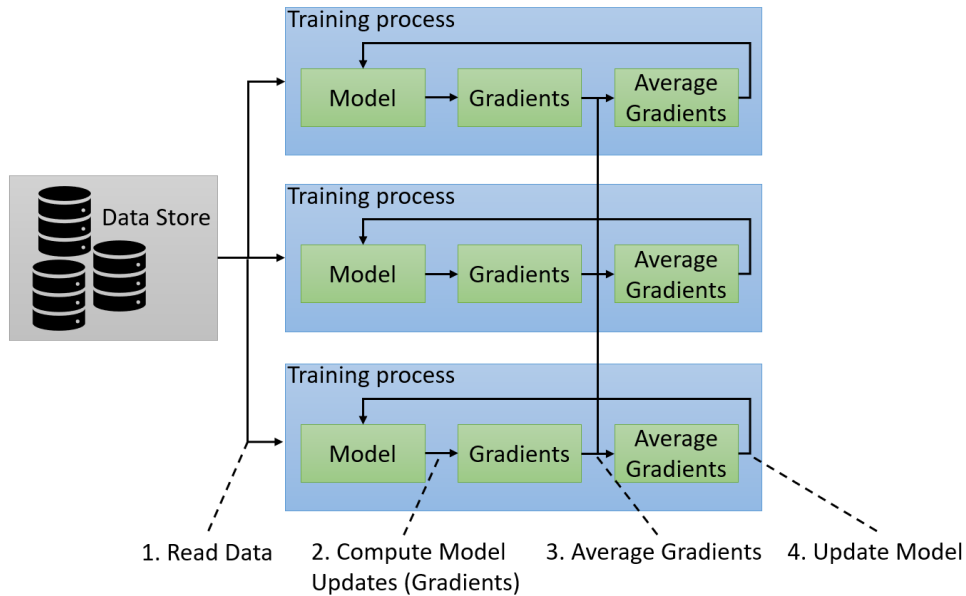 Training process
Model
Gradients
Average
Gradients
Data Store
Training process
Model
Gradients
Average
Gradients
Training process
Model
Gradients
Average
Gradients
1. Read Data
2. Compute Model
Updates (Gradients)
3. Average Gradients
4. Update Model